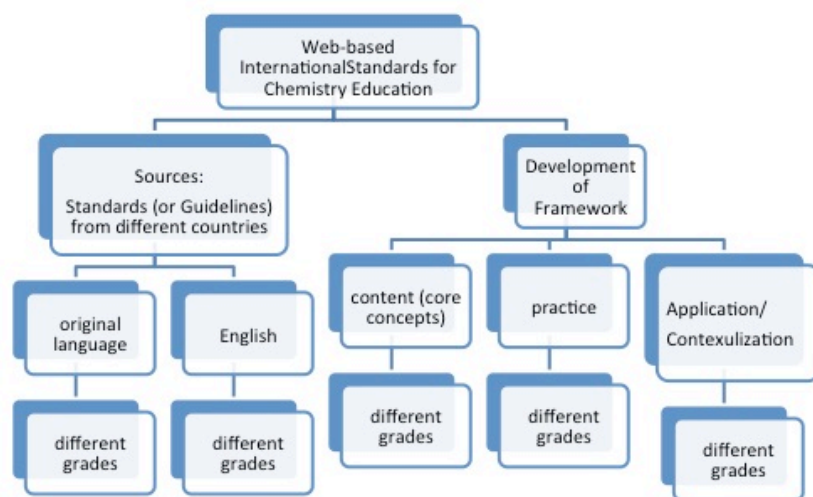 Web-based
InternationalStandards for
Chemistry Education
Sources:
Standards (or Guidelines)
from different countries
Development
of
Framework
original
language
English
content (core
concepts)
practice
Application/
Contexulization
different
grades
different
grades
different
grades
different
grades
different
grades